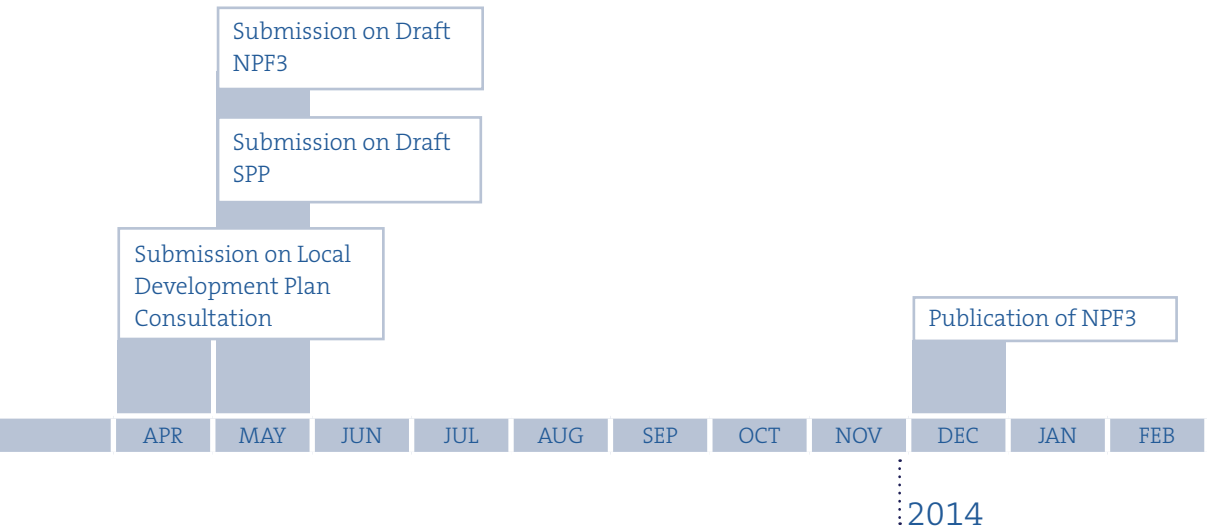 Submission on Draft
NPF3
Submission on Draft
SPP
Submission on Local
Development Plan
Consultation
Publication of NPF3
APR MAY JUN JUL AUG SEP OCT NOV DEC JAN FEB
2014